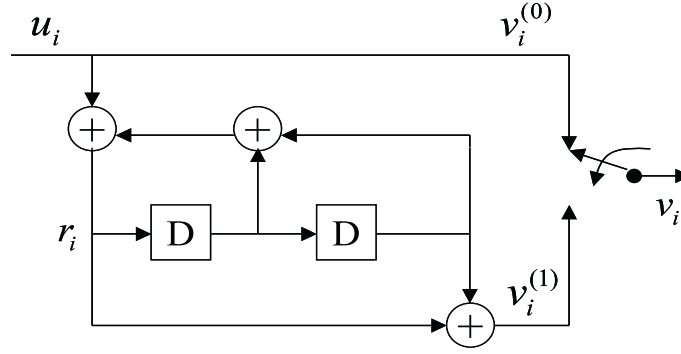 u_i
v_i^{(0)}
+
+
v_i
r_i
D
D
v_i^{(1)}
+